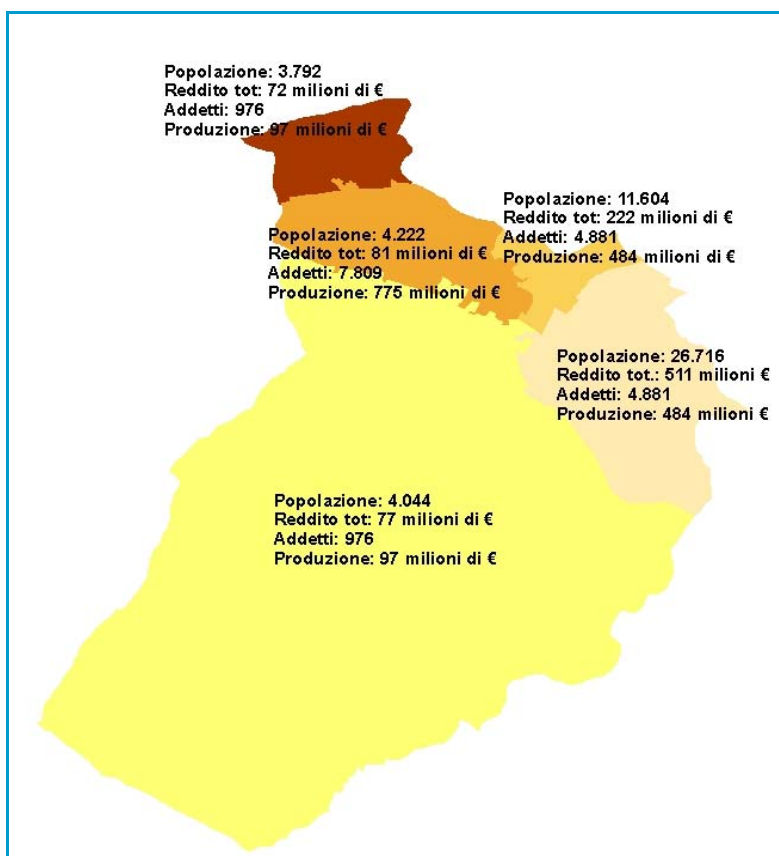 Popolazione: 3.792
Reddito tot: 72 milioni di €
Addetti: 976
Produzione: 97 milioni di €
Popolazione: 11.604
Reddito tot: 222 milioni di €
Addetti: 4.881
Produzione: 484 milioni di €
Popolazione: 4.222
Reddito tot: 81 milioni di €
Addetti: 7.809
Produzione: 775 milioni di €
Popolazione: 26.716
Reddito tot.: 511 milioni €
Addetti: 4.881
Produzione: 484 milioni €
Popolazione: 4.044
Reddito tot: 77 milioni di €
Addetti: 976
Produzione: 97 milioni di €